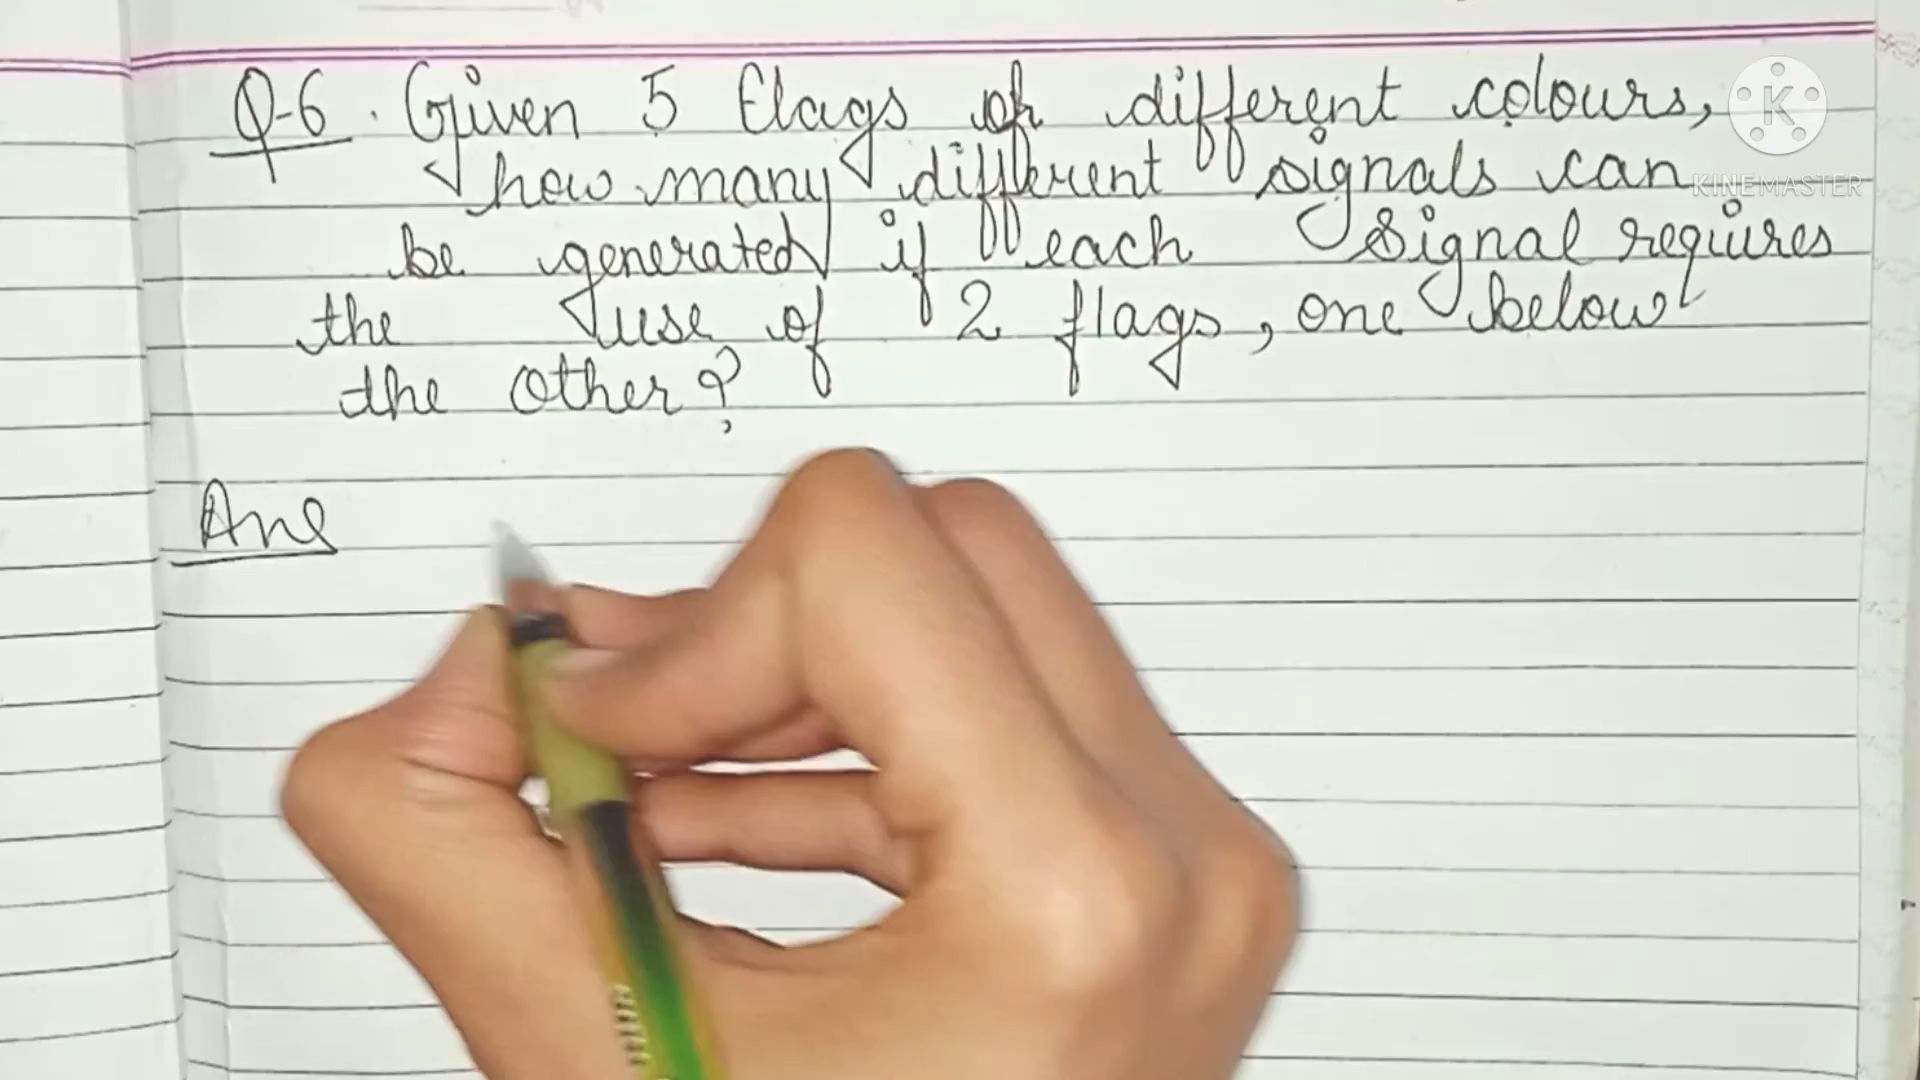 Q-6. Given 5 flags of different colours,
how many different signals can
be generated if each signal requires
the use of 2 flags, one below
the other?
Ans
K
KINEMASTER